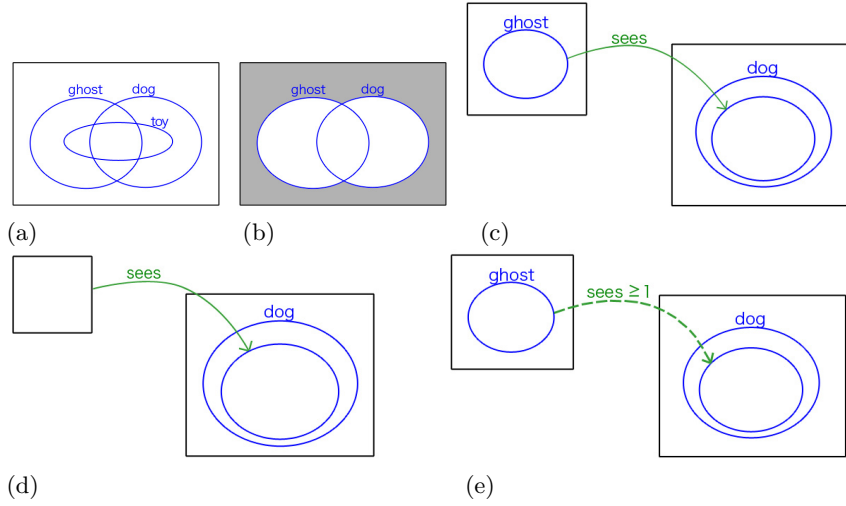 ghost dog
toy
(a)
ghost dog
(b)
ghost
sees
dog
(c)
sees
dog
(d)
ghost
sees ≥1
dog
(e)